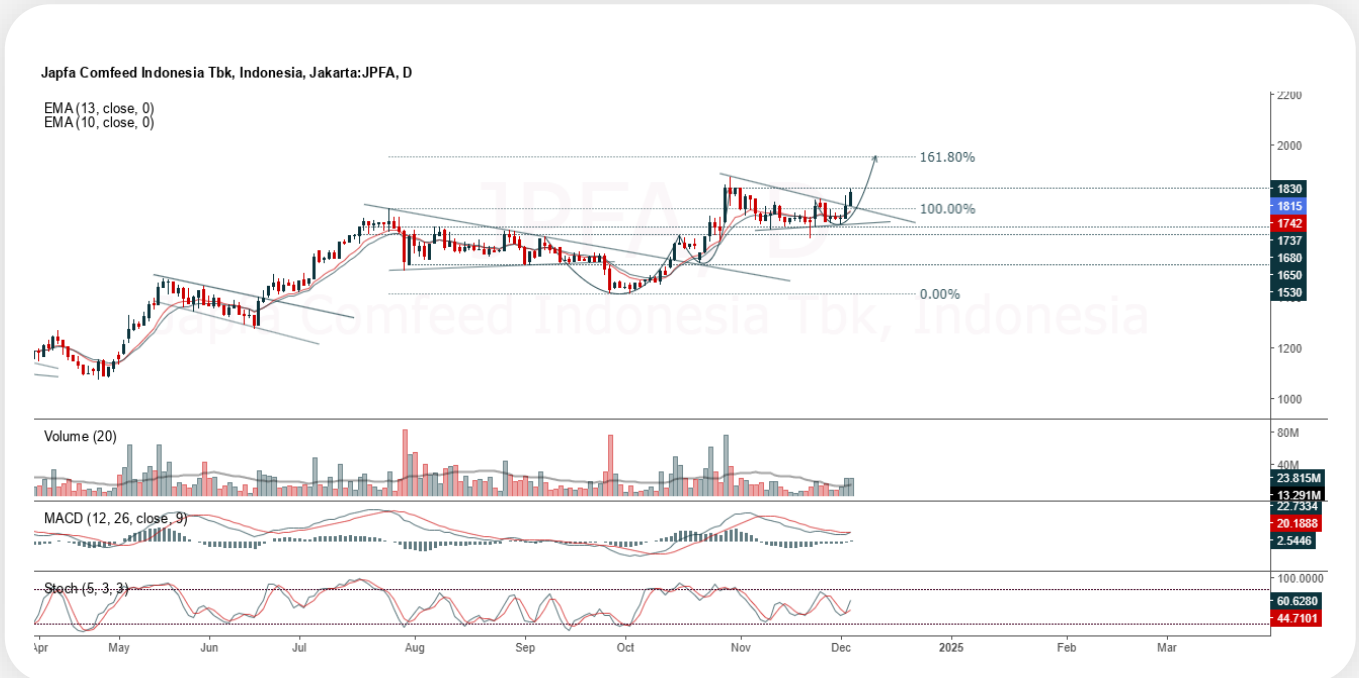 Japfa Comfeed Indonesia Tbk, Indonesia, Jakarta:JPFA, D
EMA (13, close, 0)
EMA (10, close, 0)
2200
2000
161.80%
1830
JPFA, D
100.00%
1815
1742
1737
1680
1650
0.00%
1530
Japfa Comfeed Indonesia Tbk, Indonesia
1200
1000
Volume (20)
80M
40M
23.815M
13.291M
22.7334
MACD (12, 26, close, 9)
20.1888
2.5446
Stoch (5, 3, 3)
100.0000
60.6280
44.7101
Apr May Jun Jul Aug Sep Oct Nov Dec 2025 Feb Mar